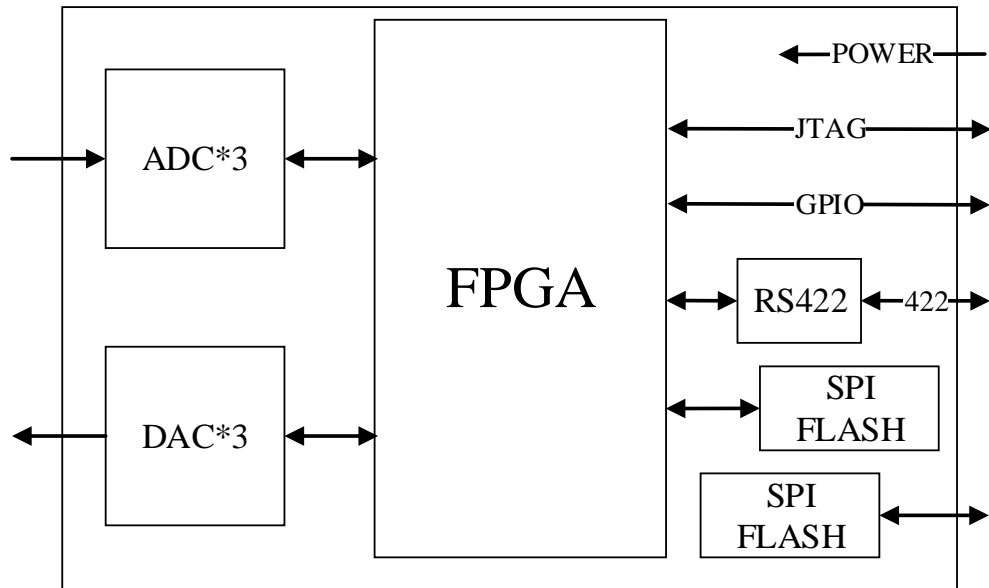 POWER
JTAG
ADC*3
GPIO
FPGA
RS422
422
SPI
FLASH
DAC*3
SPI
FLASH